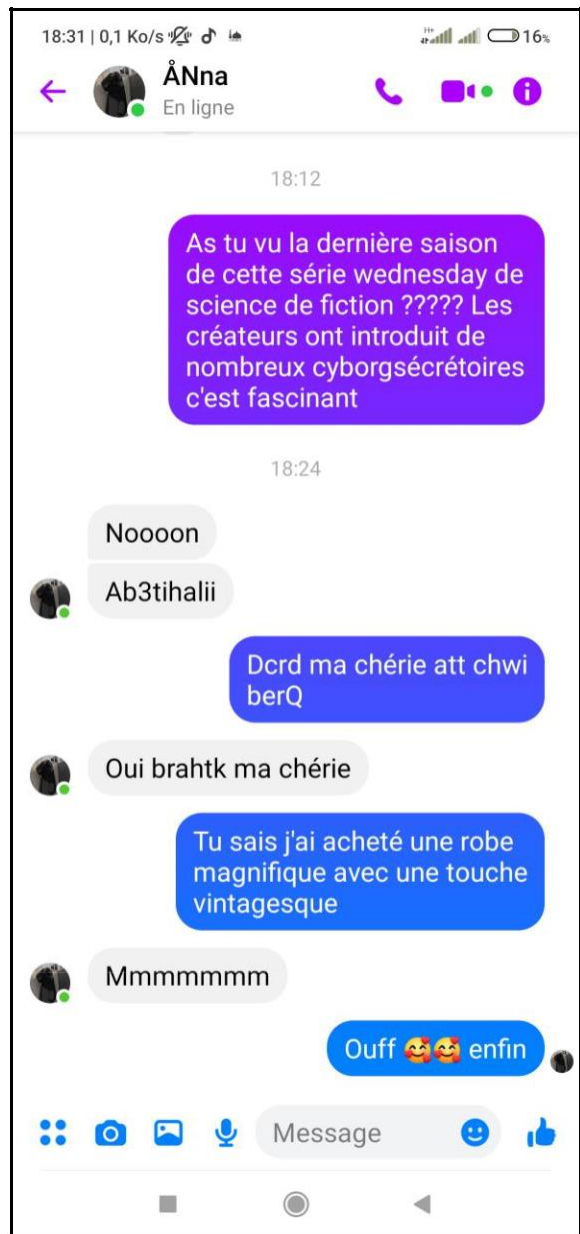 18:31 | 0,1 Ko/s
16%
ÅNna
En ligne
18:12
As tu vu la dernière saison
de cette série wednesday de
science de fiction ????? Les
créateurs ont introduit de
nombreux cyborgsécrétoires
c'est fascinant
18:24
Noooon
Ab3tihalii
Dcrd ma chérie att chwi
berQ
Oui brahtk ma chérie
Tu sais j'ai acheté une robe
magnifique avec une touche
vintagesque
Mmmmmmm
Ouff 🥰🥰 enfin
Message